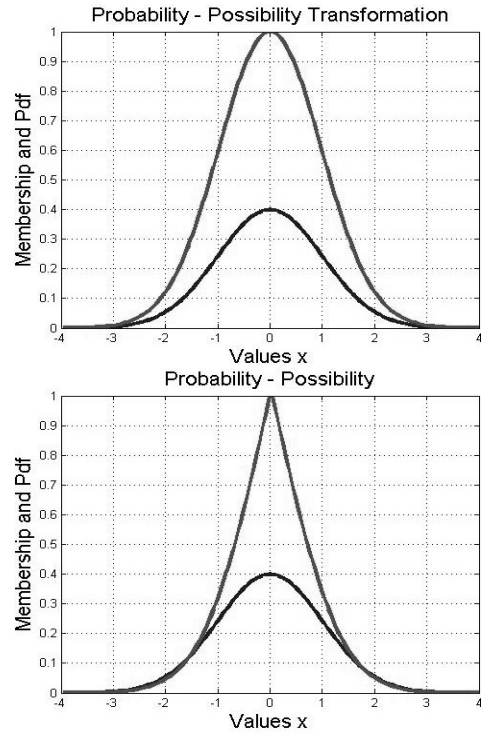 Probability - Possibility Transformation
Membership and Pdf
1
0.9
0.8
0.7
0.6
0.5
0.4
0.3
0.2
0.1
0
-4 -3 -2 -1 0 1 2 3 4
Values x
Probability - Possibility
Membership and Pdf
1
0.9
0.8
0.7
0.6
0.5
0.4
0.3
0.2
0.1
0
-4 -3 -2 -1 0 1 2 3 4
Values x